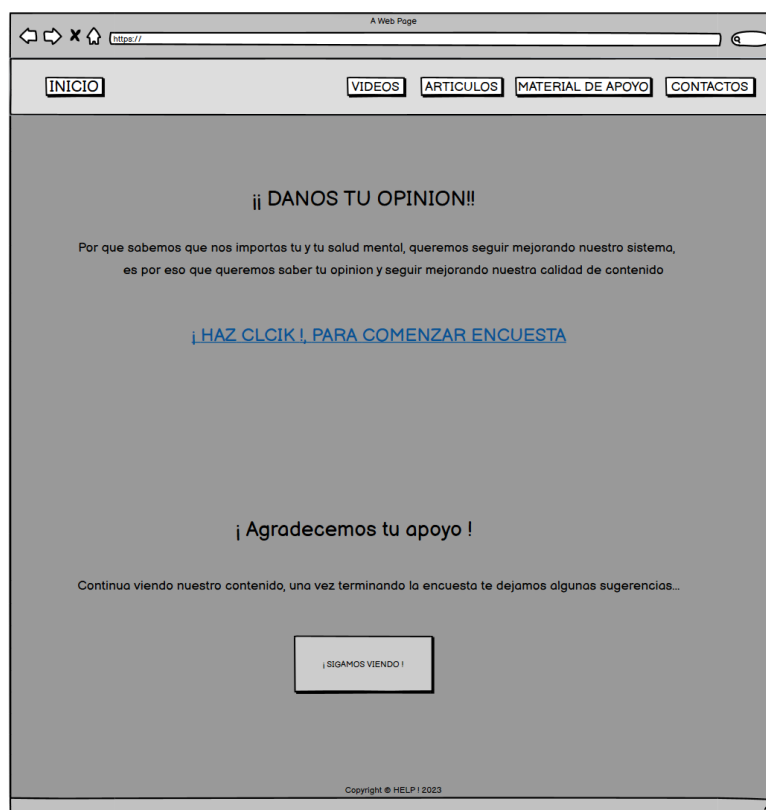 A Web Page
https://
INICIO VIDEOS ARTICULOS MATERIAL DE APOYO CONTACTOS
¡¡ DANOS TU OPINION!!
Por que sabemos que nos importas tu y tu salud mental, queremos seguir mejorando nuestro sistema,
es por eso que queremos saber tu opinion y seguir mejorando nuestra calidad de contenido
¡ HAZ CLCIK !, PARA COMENZAR ENCUESTA
¡ Agradecemos tu apoyo !
Continua viendo nuestro contenido, una vez terminando la encuesta te dejamos algunas sugerencias...
¡ SIGAMOS VIENDO !
Copyright © HELP ! 2023